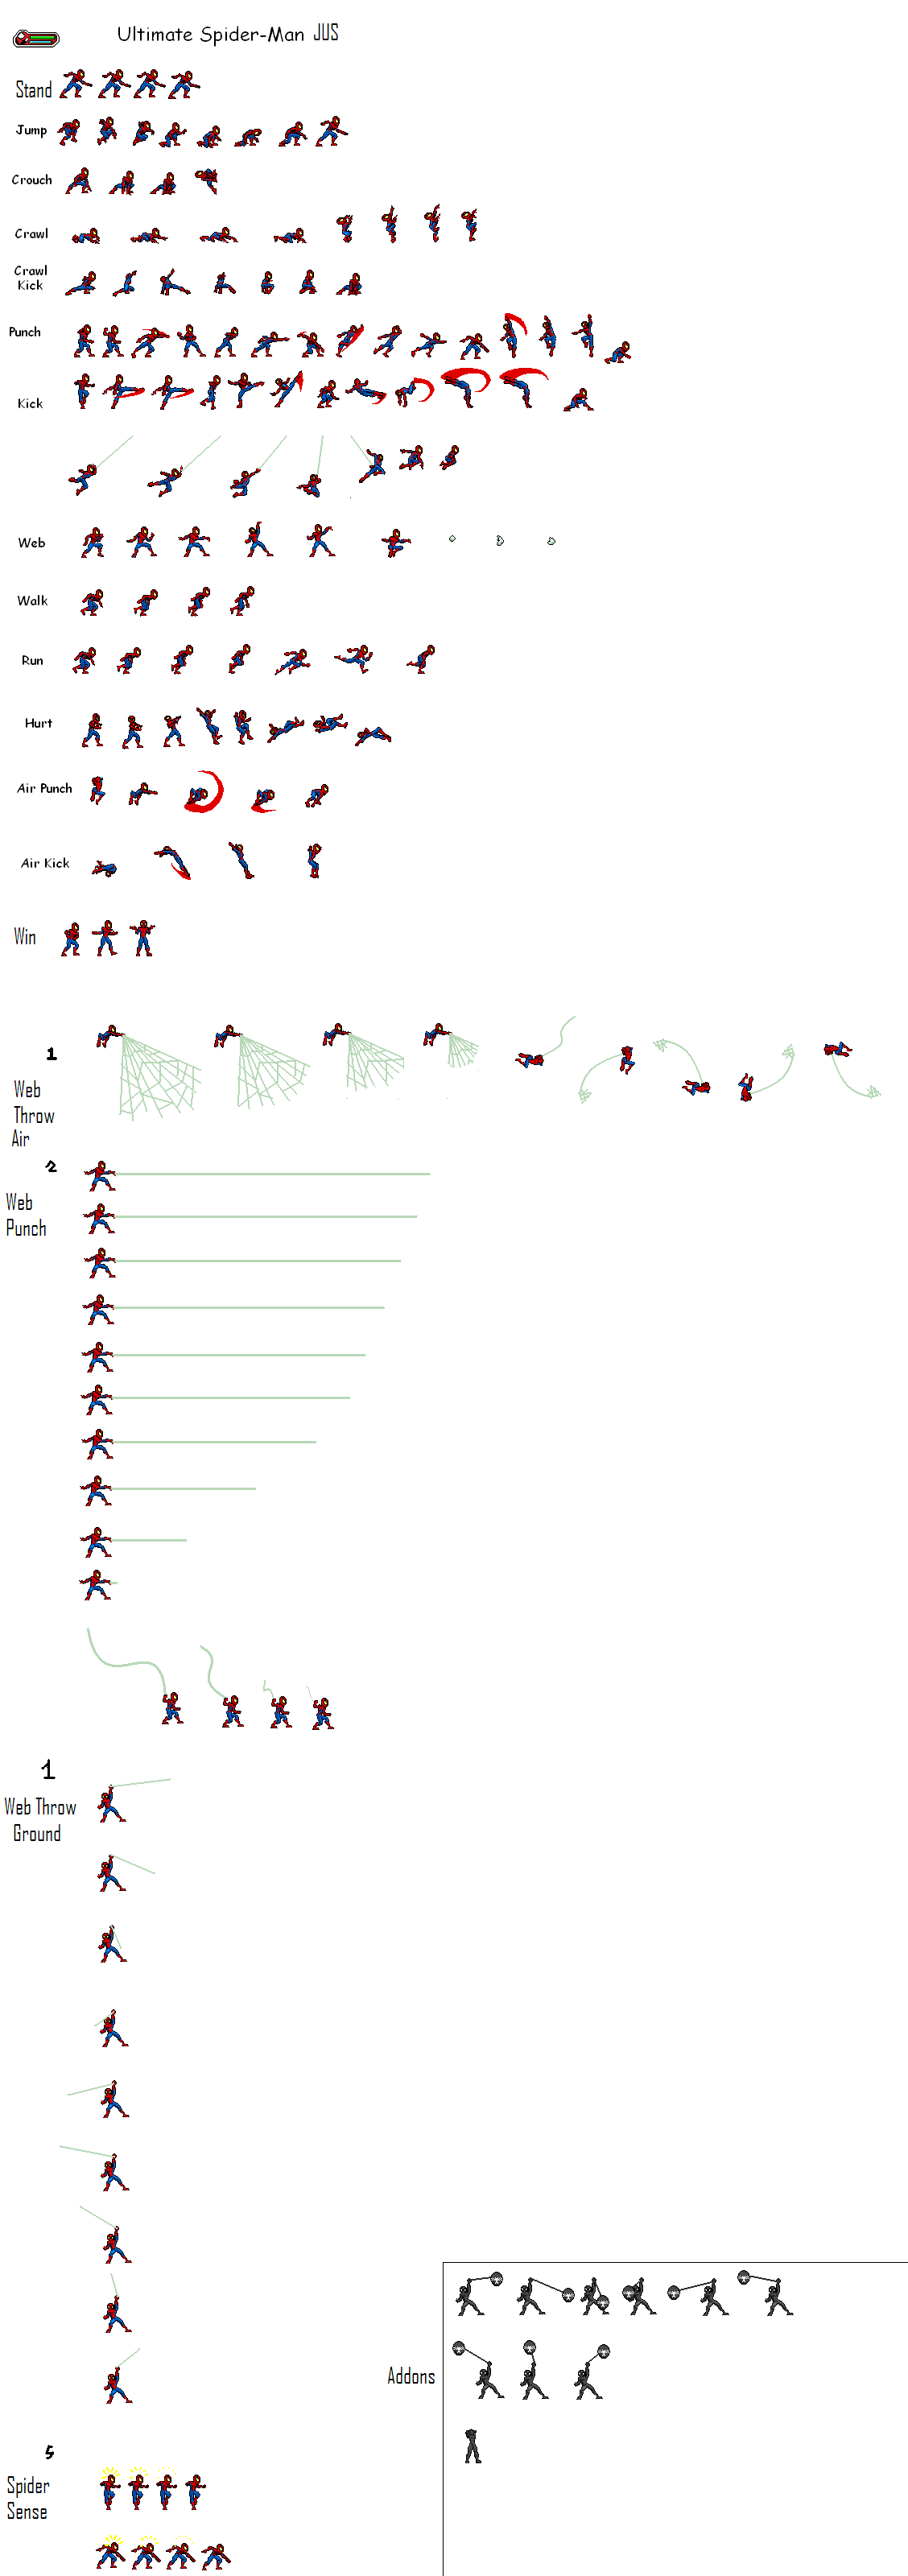 Ultimate Spider-Man JUS
Stand
Jump
Crouch
Crawl
Crawl
Kick
Punch
Kick
Web
Walk
Run
Hurt
Air Punch
Air Kick
Win
1
Web
Throw
Air
2
Web
Punch
1
Web Throw
Ground
Addons
5
Spider
Sense